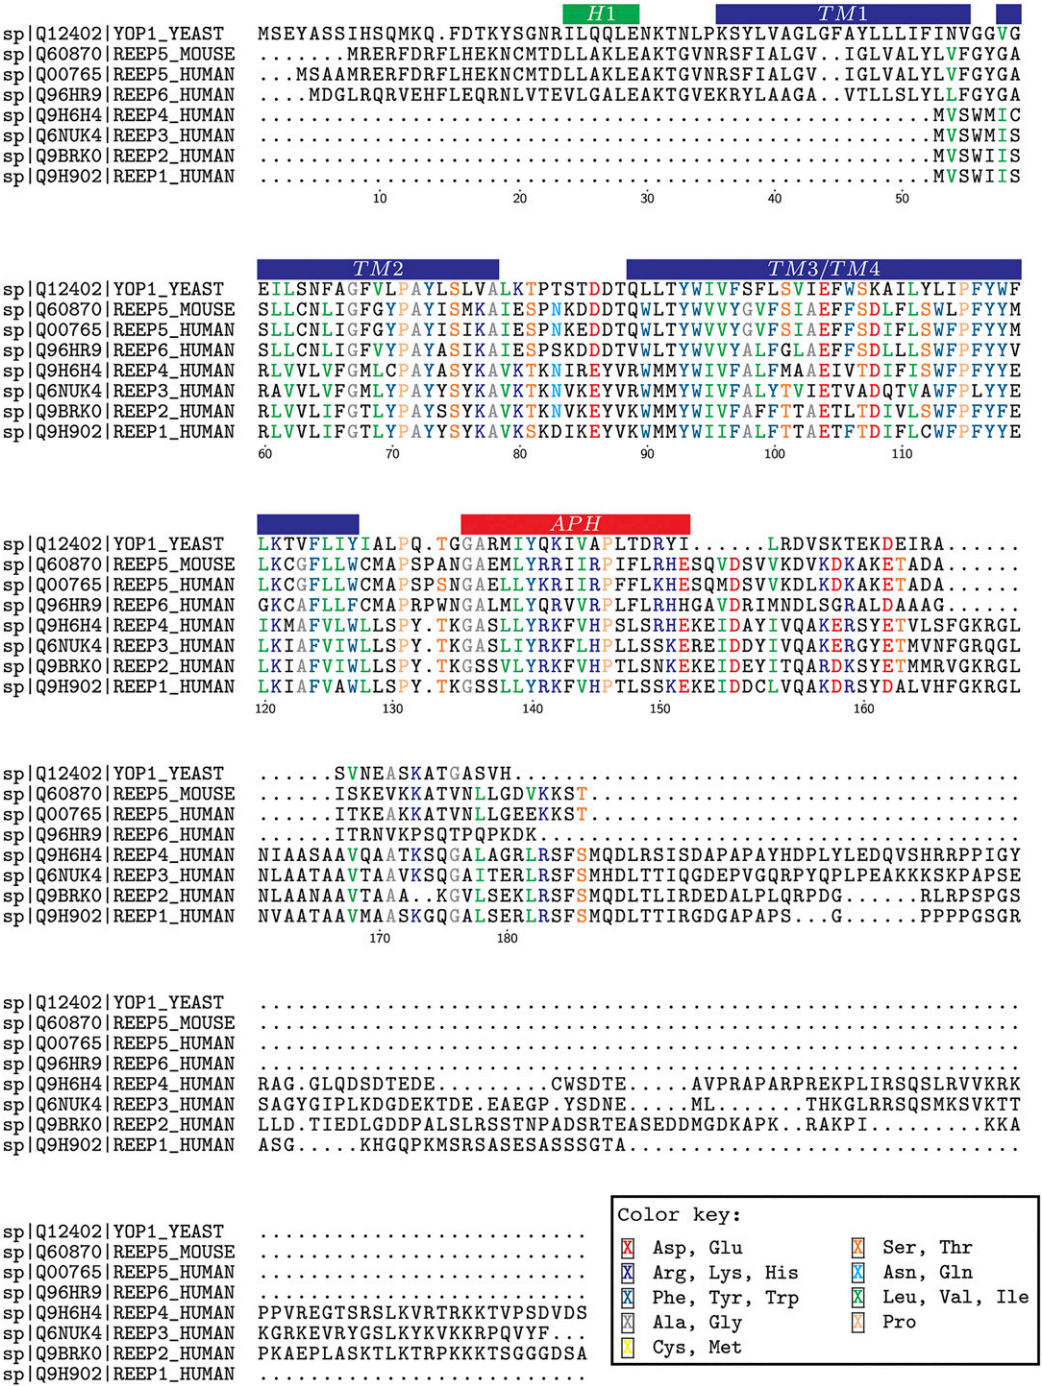 H1 TM1
sp|Q12402|YOP1_YEAST MSEYASSIHSQMKQ.FDTKYSGNRILQQLENKTNLPKSYLVAGLGFAYLLLIFINVGGVG
sp|Q60870|REEP5_MOUSE .......MRERFDRFLHEKNCMTDLLAKLEAKTGVNRSFIALGV..IGLVALYLVFGYGA
sp|Q00765|REEP5_HUMAN ...MSAAMRERFDRFLHEKNCMTDLLAKLEAKTGVNRSFIALGV..IGLVALYLVFGYGA
sp|Q96HR9|REEP6_HUMAN ....MDGLRQRVEHFLEQRNLVTEVLGALEAKTGVEKRYLAAGA..VTLLSLYLLFGYGA
sp|Q9H6H4|REEP4_HUMAN .....................................................MVSWMIC
sp|Q6NUK4|REEP3_HUMAN .....................................................MVSWMIS
sp|Q9BRK0|REEP2_HUMAN .....................................................MVSWIIS
sp|Q9H902|REEP1_HUMAN .....................................................MVSWIIS
10 20 30 40 50
TM2 TM3/TM4
sp|Q12402|YOP1_YEAST EILSNFAGFVLPAYLSLVALKTPTSTDDTQLLTYWIVFSFLSVIEFWSKAILYLIPFYWF
sp|Q60870|REEP5_MOUSE SLLCNLIGFGYPAYISMKAIESPNKDDDTQWLTYWVVYGVFSIAEFFSDLFLSWLPFYYM
sp|Q00765|REEP5_HUMAN SLLCNLIGFGYPAYISIKAIESPNKEDDTQWLTYWVVYGVFSIAEFFSDIFLSWFPFYYM
sp|Q96HR9|REEP6_HUMAN SLLCNLIGFVYPAYASIKAIESPSKDDDTVWLTYWVVYALFGLAEFFSDLLLSWFPFYYV
sp|Q9H6H4|REEP4_HUMAN RLVVLVFGMLCPAYASYKAVKTKNIREYVRWMMYWIVFALFMAAEIVTDIFISWFPFYYE
sp|Q6NUK4|REEP3_HUMAN RAVVLVFGMLYPAYYSYKAVKTKNVKEYVRWMMYWIVFALYTVIETVADQTVAWFPLYYE
sp|Q9BRK0|REEP2_HUMAN RLVVLIFGTLYPAYSSYKAVKTKNVKEYVKWMMYWIVFAFFTTAETLTDIVLSWFPFYFE
sp|Q9H902|REEP1_HUMAN RLVVLIFGTLYPAYYSYKAVKSKDIKEYVKWMMYWIIFALFTTAETFTDIFLCWFPFYYE
60 70 80 90 100 110
APH
sp|Q12402|YOP1_YEAST LKTVFLIYIALPQ.TGGARMIYQKIVAPLTDRYI......LRDVSKTEKDEIRA......
sp|Q60870|REEP5_MOUSE LKCGFLLWCMAPSPANGAEMLYRRIIRPIFLRHESQVDSVVKDVKDKAKETADA......
sp|Q00765|REEP5_HUMAN LKCGFLLWCMAPSPSNGAELLYKRIIRPFFLKHESQMDSVVKDLKDKAKETADA......
sp|Q96HR9|REEP6_HUMAN GKCAFLLFCMAPRPWNGALMLYQRVVRPLFLRHHGAVDRIMNDLSGRALDAAAG......
sp|Q9H6H4|REEP4_HUMAN IKMAFVLWLLSPY.TKGASLLYRKFVHPSLSRHEKEIDAYIVQAKERSYETVLSFGKRGL
sp|Q6NUK4|REEP3_HUMAN LKIAFVIWLLSPY.TKGASLIYRKFLHPLLSSKEREIDDYIVQAKERGYETMVNFGRQGL
sp|Q9BRK0|REEP2_HUMAN LKIAFVIWLLSPY.TKGSSVLYRKFVHPTLSNKEKEIDEYITQARDKSYETMMRVGKRGL
sp|Q9H902|REEP1_HUMAN LKIAFVAWLLSPY.TKGSSLLYRKFVHPTLSSKEKEIDDCLVQAKDRSYDALVHFGKRGL
120 130 140 150 160
sp|Q12402|YOP1_YEAST ......SVNEASKATGASVH........................................
sp|Q60870|REEP5_MOUSE ......ISKEVKKATVNLLGDVKKST..................................
sp|Q00765|REEP5_HUMAN ......ITKEAKKATVNLLGEEKKST..................................
sp|Q96HR9|REEP6_HUMAN ......ITRNVKPSQTPQPKDK......................................
sp|Q9H6H4|REEP4_HUMAN NIAASAAVQAATKSQGALAGRLRSFSMQDLRSISDAPAPAYHDPLYLEDQVSHRRPPIGY
sp|Q6NUK4|REEP3_HUMAN NLAATAAVTAAVKSQGAITERLRSFSMHDLTTIQGDEPVGQRPYQPLPEAKKKSKPAPSE
sp|Q9BRK0|REEP2_HUMAN NLAANAAVTAAA..KGVLSEKLRSFSMQDLTLIRDEDALPLQRPDG......RLRPSPGS
sp|Q9H902|REEP1_HUMAN NVAATAAVMAASKGQGALSERLRSFSMQDLTTIRGDGAPAPS...G......PPPPGSGR
170 180
sp|Q12402|YOP1_YEAST ............................................................
sp|Q60870|REEP5_MOUSE ............................................................
sp|Q00765|REEP5_HUMAN ............................................................
sp|Q96HR9|REEP6_HUMAN ............................................................
sp|Q9H6H4|REEP4_HUMAN RAG.GLQDSDTEDE.........CWSDTE.....AVPRAPARPREKPLIRSQSLRVVKRK
sp|Q6NUK4|REEP3_HUMAN SAGYGIPLKDGDEKTDE.EAEGP.YSDNE.....ML.......THKGLRRSQSMKSVKTT
sp|Q9BRK0|REEP2_HUMAN LLD.TIEDLGDDPALSLRSSTNPADSRTEASEDDMGDKAPK..RAKPI.........KKA
sp|Q9H902|REEP1_HUMAN ASG.....KHGQPKMSRSASESASSSGTA...............................
sp|Q12402|YOP1_YEAST ..........................
sp|Q60870|REEP5_MOUSE ..........................
sp|Q00765|REEP5_HUMAN ..........................
sp|Q96HR9|REEP6_HUMAN ..........................
sp|Q9H6H4|REEP4_HUMAN PPVREGTSRSLKVRTRKKTVPSDVDS
sp|Q6NUK4|REEP3_HUMAN KGRKEVRYGSLKYKVKKRPQVYF...
sp|Q9BRK0|REEP2_HUMAN PKAEPLASKTLKTRPKKKTSGGGDSA
sp|Q9H902|REEP1_HUMAN ..........................
Color key:
X Asp, Glu
X Arg, Lys, His
X Phe, Tyr, Trp
X Ala, Gly
X Cys, Met
X Ser, Thr
X Asn, Gln
X Leu, Val, Ile
X Pro